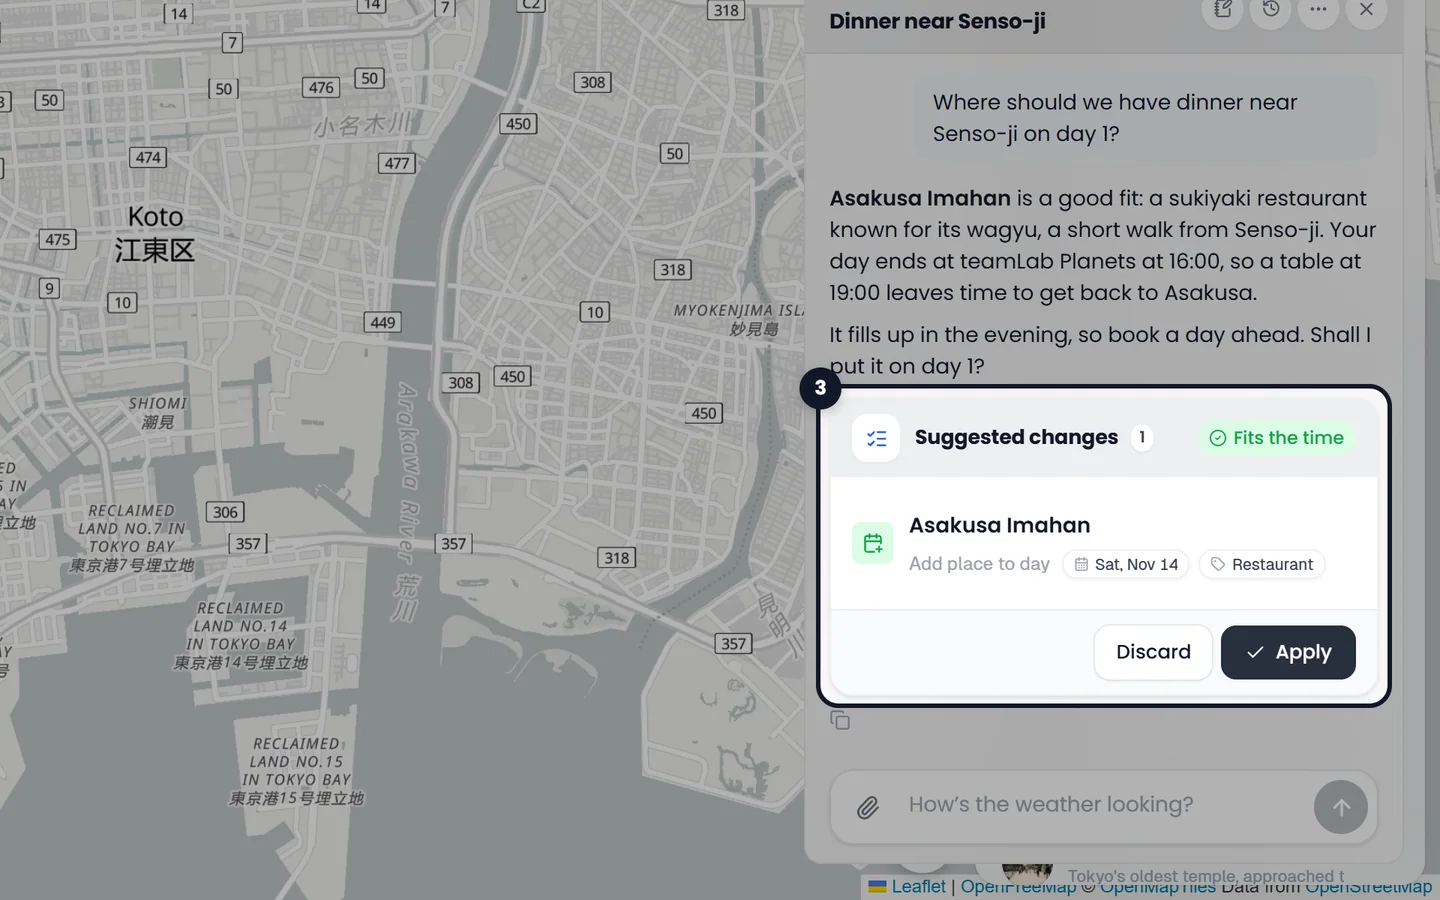 14
14
7
C2
318
7
50
476
50
308
50
450
小名木川
474
477
50
Koto
江東区
475
318
9
10
10
MYOKENJIMA ISL
妙見島
449
308
450
SHIOMI
潮見
450
Arakawa River 荒川
RECLAIMED
LAND NO.7 IN
TOKYO BAY
東京港7号埋立地
306
357
357
318
RECLAIMED
LAND NO.14
IN TOKYO BAY
東京港14号埋立地
357
RECLAIMED
LAND NO.15
IN TOKYO BAY
東京港15号埋立地
Dinner near Senso-ji
Where should we have dinner near
Senso-ji on day 1?
Asakusa Imahan is a good fit: a sukiyaki restaurant
known for its wagyu, a short walk from Senso-ji. Your
day ends at teamLab Planets at 16:00, so a table at
19:00 leaves time to get back to Asakusa.
It fills up in the evening, so book a day ahead. Shall I
put it on day 1?
3
Suggested changes 1 Fits the time
Asakusa Imahan
Add place to day Sat, Nov 14 Restaurant
Discard Apply
How's the weather looking?
Tokyo's oldest temple, approached t
Leaflet | OpenFreeMap © OpenMapTiles Data from OpenStreetMap